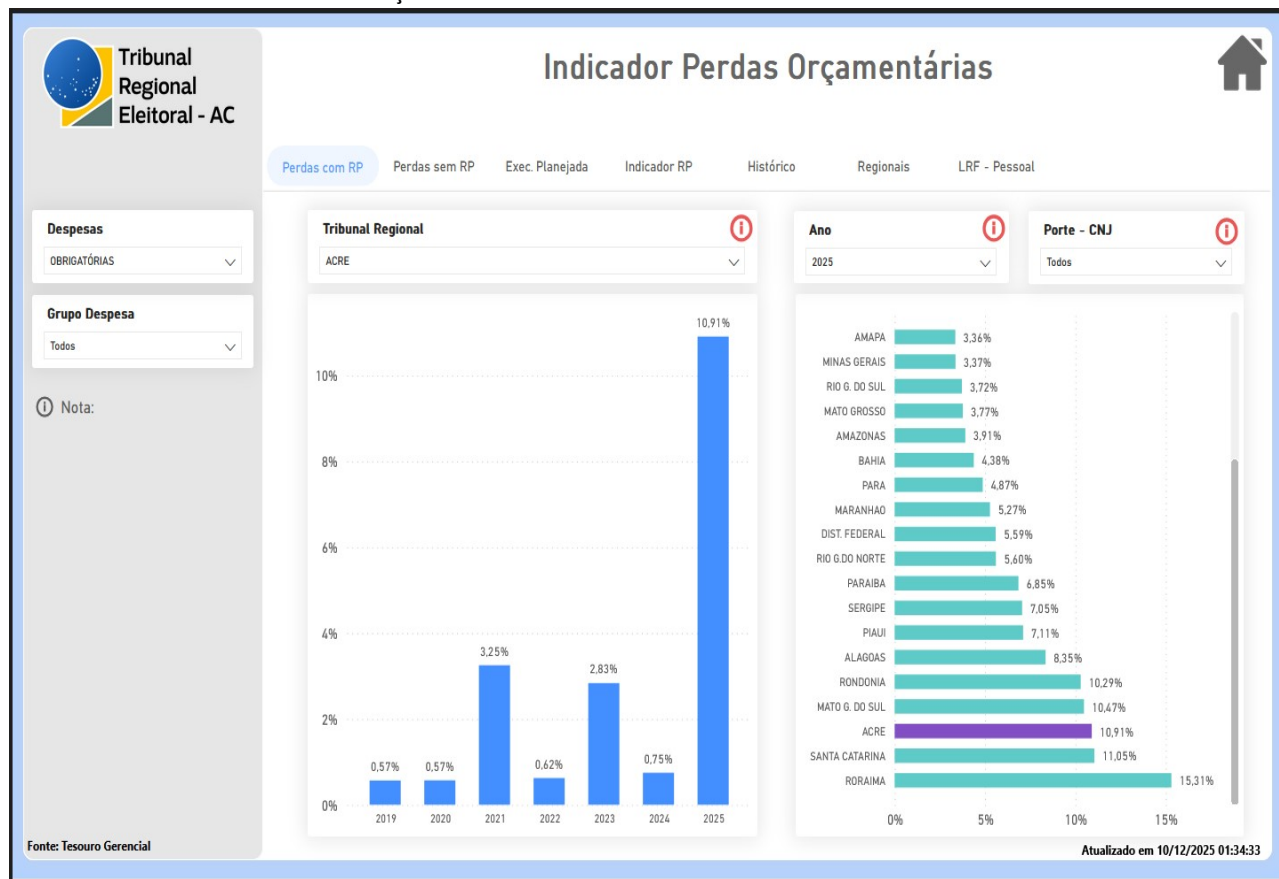 Tribunal
Regional
Eleitoral - AC
Indicador Perdas Orçamentárias
Perdas com RP
Perdas sem RP
Exec. Planejada
Indicador RP
Histórico
Regionais
LRF - Pessoal
Despesas
OBRIGATÓRIAS
Grupo Despesa
Todos
Nota:
Tribunal Regional
ACRE
Ano
2025
Porte - CNJ
Todos
10,91%
10%
8%
6%
4%
3,25%
2,83%
2%
0,57%
0,57%
0,62%
0,75%
0%
2019
2020
2021
2022
2023
2024
2025
AMAPA 3,36%
MINAS GERAIS 3,37%
RIO G. DO SUL 3,72%
MATO GROSSO 3,77%
AMAZONAS 3,91%
BAHIA 4,38%
PARA 4,87%
MARANHAO 5,27%
DIST. FEDERAL 5,59%
RIO G.DO NORTE 5,60%
PARAIBA 6,85%
SERGIPE 7,05%
PIAUI 7,11%
ALAGOAS 8,35%
RONDONIA 10,29%
MATO G. DO SUL 10,47%
ACRE 10,91%
SANTA CATARINA 11,05%
RORAIMA 15,31%
0%
5%
10%
15%
Fonte: Tesouro Gerencial
Atualizado em 10/12/2025 01:34:33